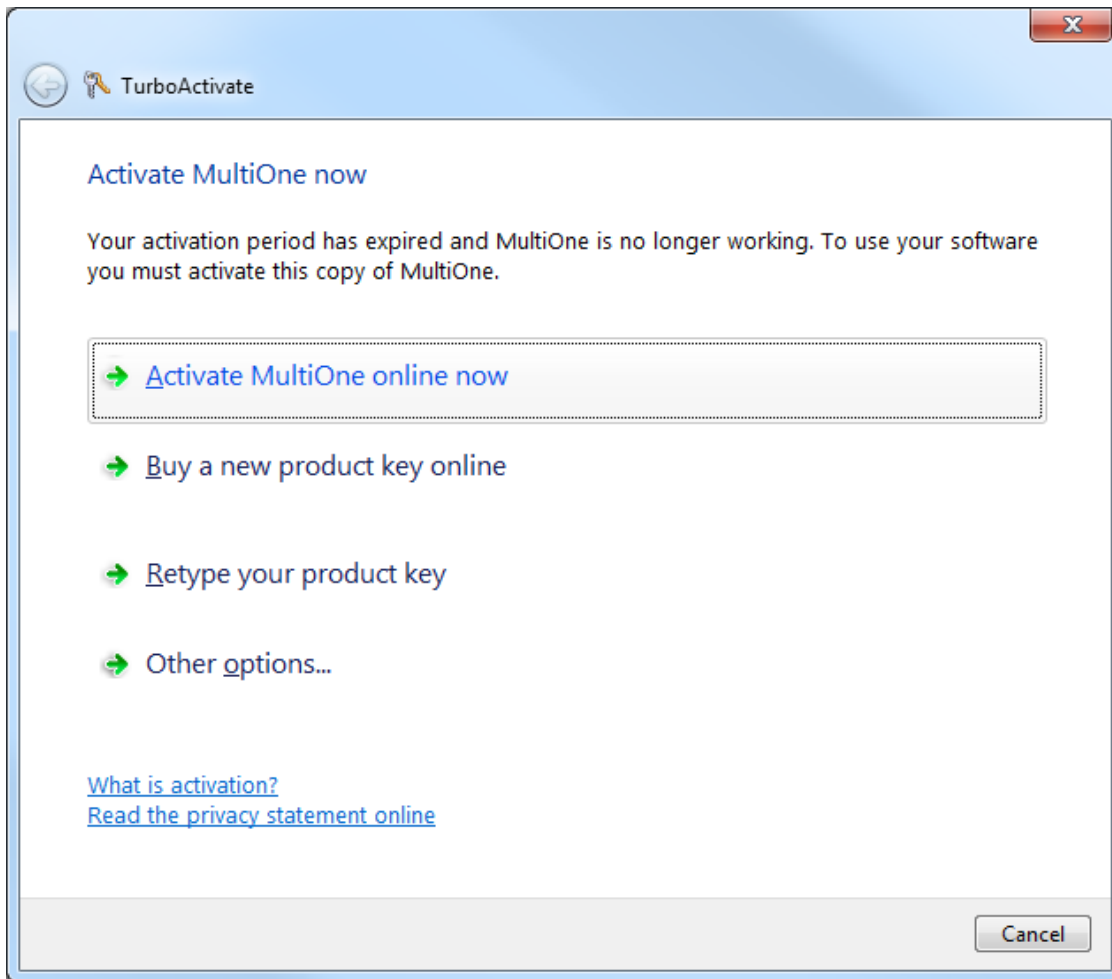 TurboActivate
Activate MultiOne now
Your activation period has expired and MultiOne is no longer working. To use your software
you must activate this copy of MultiOne.
Activate MultiOne online now
Buy a new product key online
Retype your product key
Other options...
What is activation?
Read the privacy statement online
Cancel